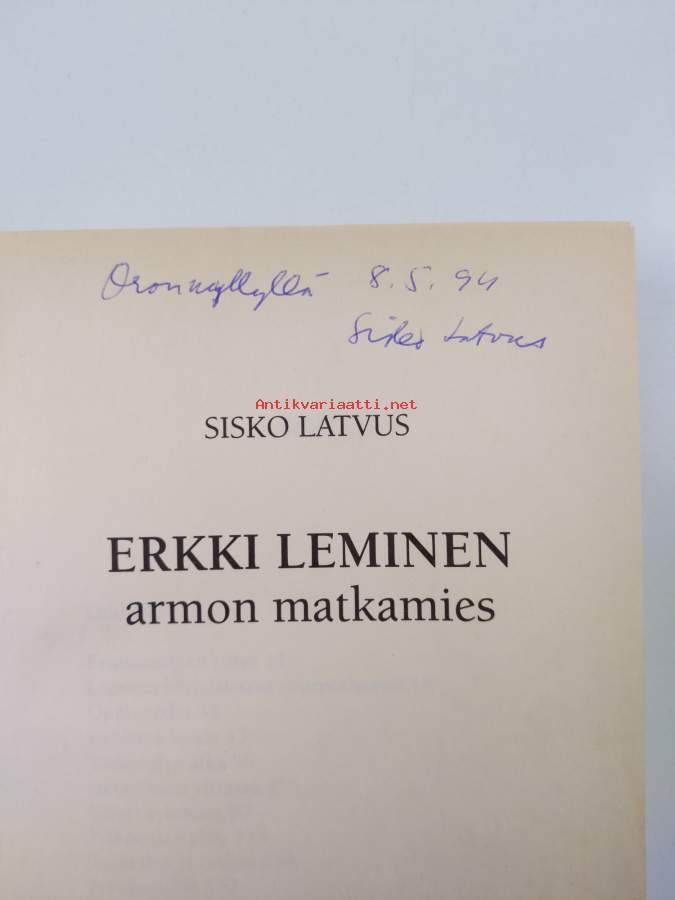 Oronmyllyllä 8.5.94
Sisko Latvus
Antikvariaatti.net
SISKO LATVUS
ERKKI LEMINEN
armon matkamies